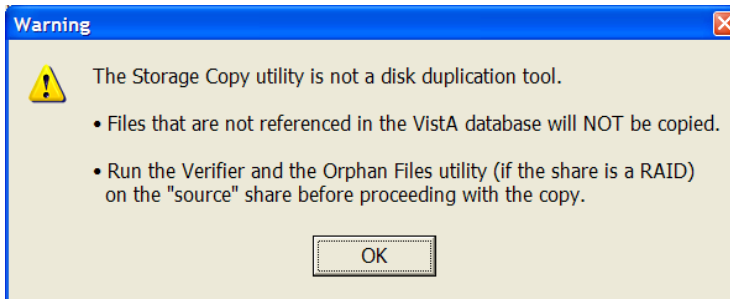 Warning
The Storage Copy utility is not a disk duplication tool.
• Files that are not referenced in the VistA database will NOT be copied.
• Run the Verifier and the Orphan Files utility (if the share is a RAID)
on the "source" share before proceeding with the copy.
OK